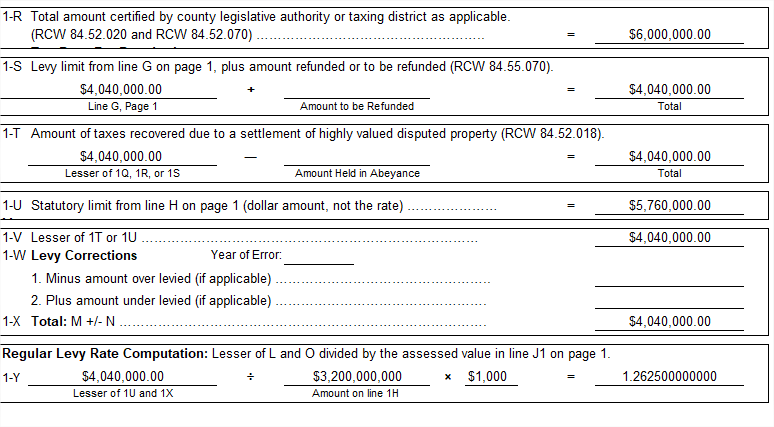 1-R Total amount certified by county legislative authority or taxing district as applicable.
(RCW 84.52.020 and RCW 84.52.070) ………………………………………………… = $6,000,000.00
1-S Levy limit from line G on page 1, plus amount refunded or to be refunded (RCW 84.55.070).
$4,040,000.00 + = $4,040,000.00
Line G, Page 1 Amount to be Refunded Total
1-T Amount of taxes recovered due to a settlement of highly valued disputed property (RCW 84.52.018).
$4,040,000.00 — = $4,040,000.00
Lesser of 1Q, 1R, or 1S Amount Held in Abeyance Total
1-U Statutory limit from line H on page 1 (dollar amount, not the rate) …………………. = $5,760,000.00
1-V Lesser of 1T or 1U ………………………………………………………………………… $4,040,000.00
1-W Levy Corrections Year of Error:
1. Minus amount over levied (if applicable) ………………………………………………
2. Plus amount under levied (if applicable) ………………………………………………
1-X Total: M +/- N ……………………………………………………………………………… $4,040,000.00
Regular Levy Rate Computation: Lesser of L and O divided by the assessed value in line J1 on page 1.
1-Y $4,040,000.00 ÷ $3,200,000,000 × $1,000 = 1.262500000000
Lesser of 1U and 1X Amount on line 1H